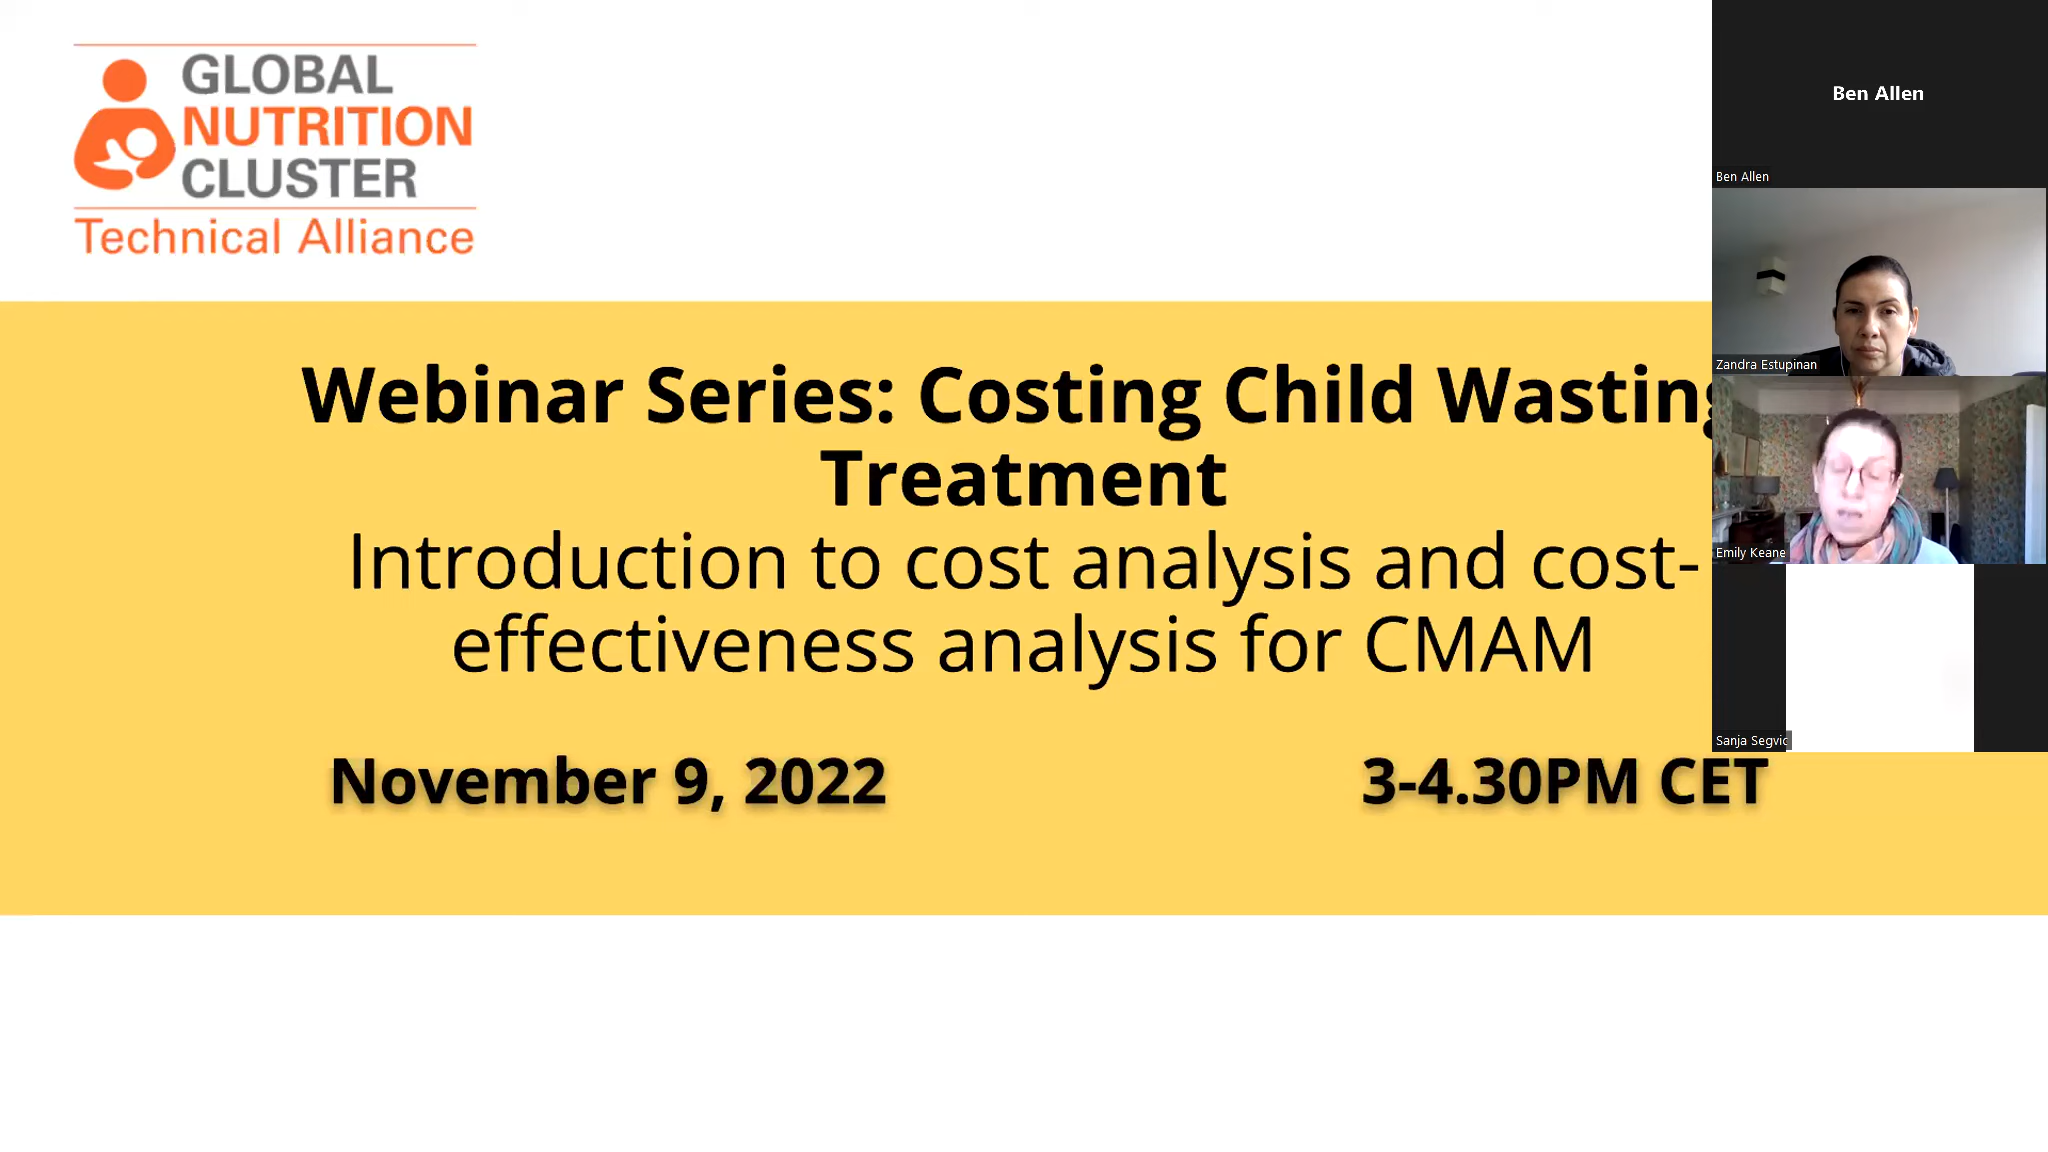 GLOBAL
NUTRITION
CLUSTER
Technical Alliance
Webinar Series: Costing Child Wasting
Treatment
Introduction to cost analysis and cost-
effectiveness analysis for CMAM
November 9, 2022
3-4.30PM CET
Ben Allen
Ben Allen
Zandra Estupinan
Emily Keane
Sanja Segvic